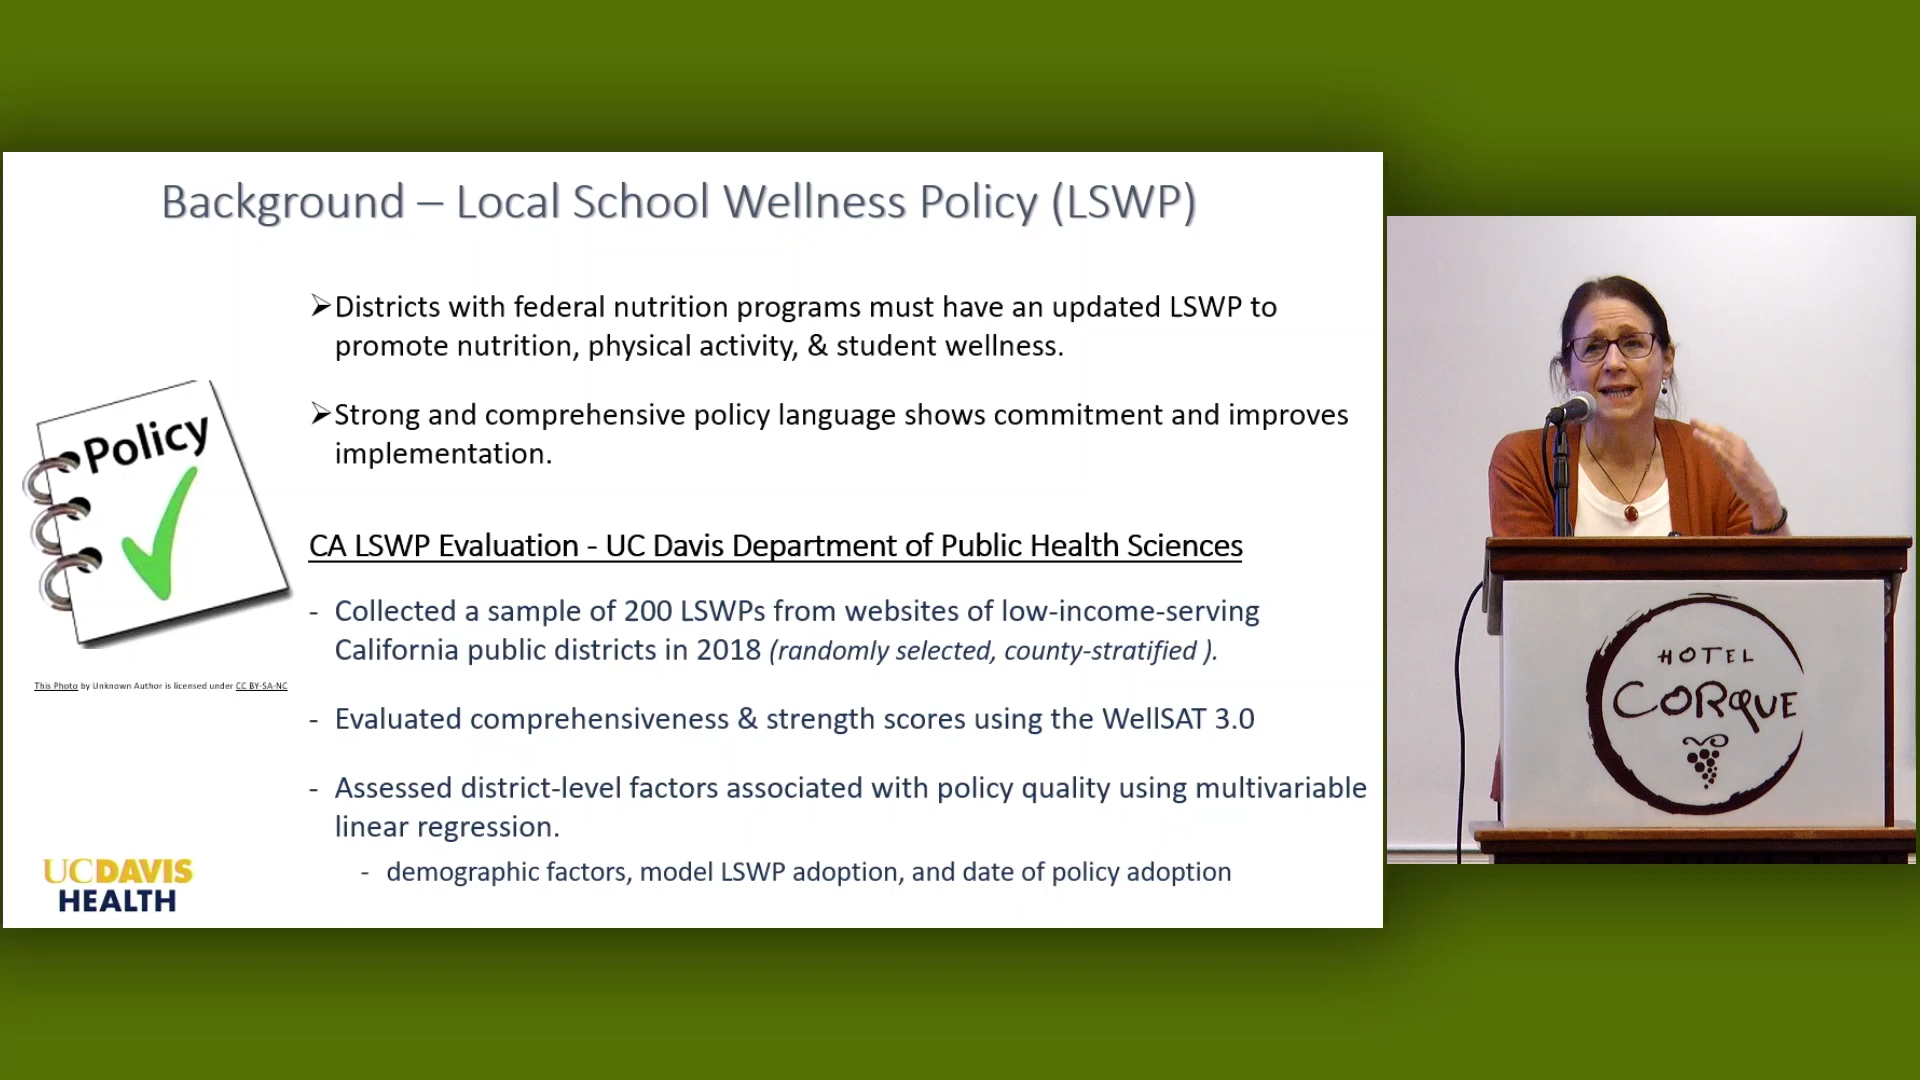 Background – Local School Wellness Policy (LSWP)
➢Districts with federal nutrition programs must have an updated LSWP to
promote nutrition, physical activity, & student wellness.
➢Strong and comprehensive policy language shows commitment and improves
implementation.
Policy
This Photo by Unknown Author is licensed under CC BY-SA-NC
CA LSWP Evaluation - UC Davis Department of Public Health Sciences
- Collected a sample of 200 LSWPs from websites of low-income-serving
California public districts in 2018 (randomly selected, county-stratified ).
- Evaluated comprehensiveness & strength scores using the WellSAT 3.0
- Assessed district-level factors associated with policy quality using multivariable
linear regression.
- demographic factors, model LSWP adoption, and date of policy adoption
UCDAVIS
HEALTH
HOTEL
CORQUE